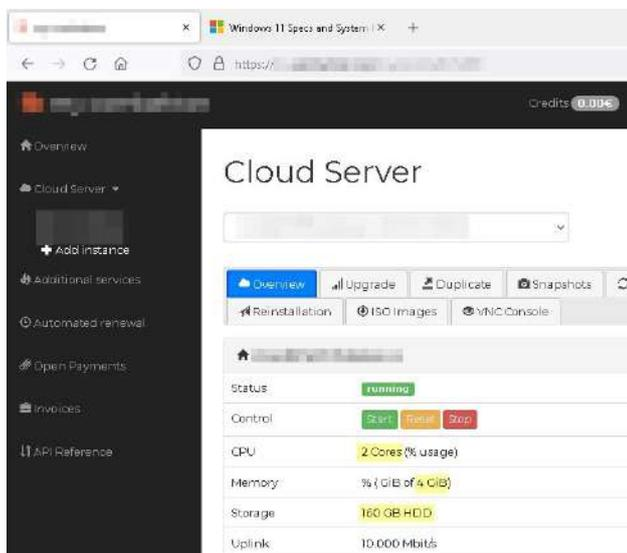 Windows 11 Specs and System
https://
Credits 0.00€
Overview
Cloud Server
Cloud Server
Add instance
Additional services
Overview
Upgrade
Duplicate
Snapshots
Reinstallation
ISO Images
VNC Console
Automated renewal
Open Payments
Invoices
API Reference
Status running
Control Start Reset Stop
CPU 2 Cores (% usage)
Memory % ( GiB of 4 GiB)
Storage 160 GB HDD
Uplink 10.000 Mbit/s